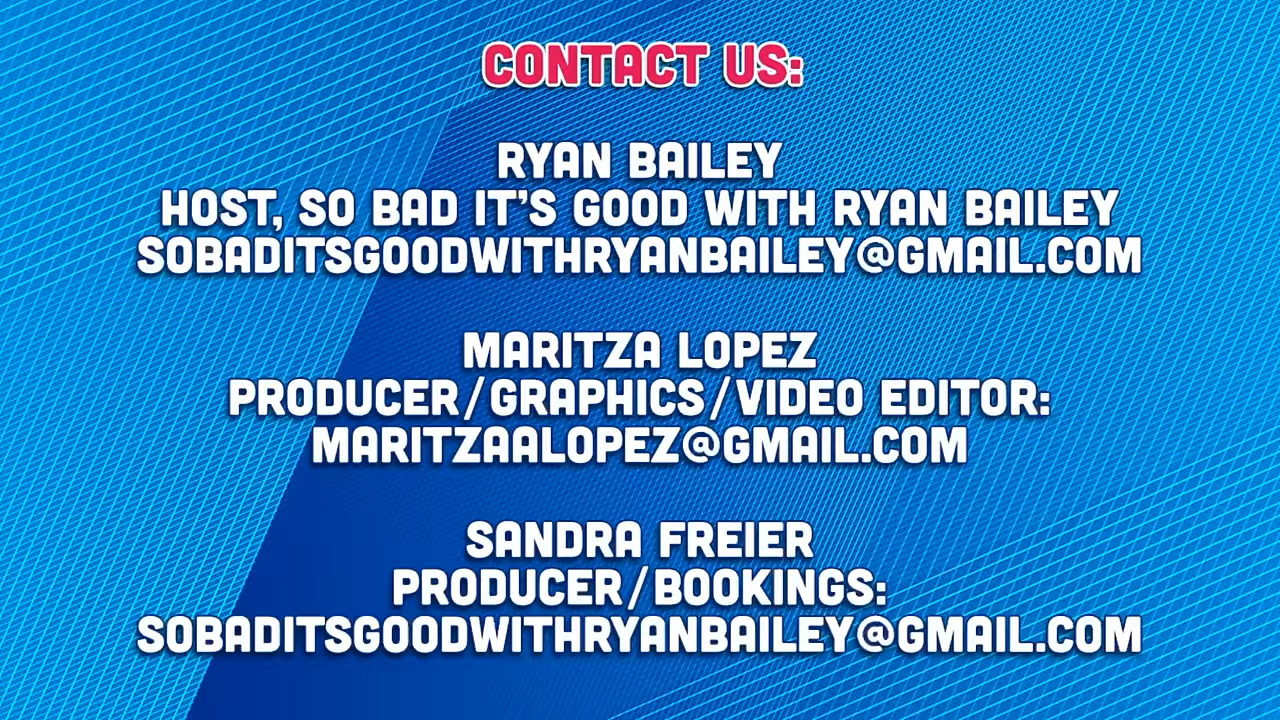 CONTACT US:
RYAN BAILEY
HOST, SO BAD IT'S GOOD WITH RYAN BAILEY
SOBADITSGOODWITHRYANBAILEY@GMAIL.COM
MARITZA LOPEZ
PRODUCER/GRAPHICS/VIDEO EDITOR:
MARITZAALOPEZ@GMAIL.COM
SANDRA FREIER
PRODUCER/BOOKINGS:
SOBADITSGOODWITHRYANBAILEY@GMAIL.COM